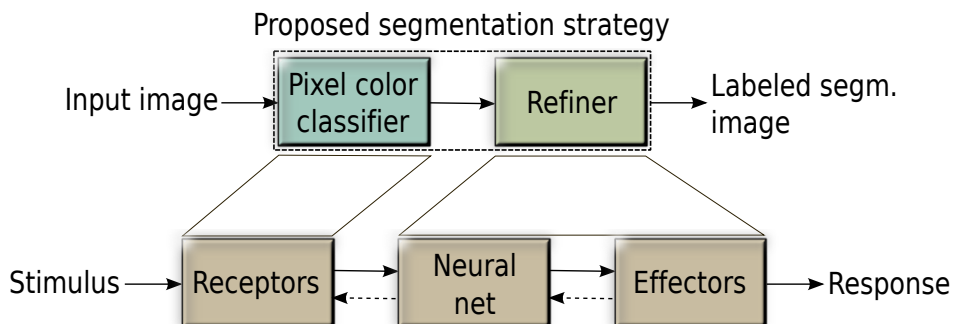 Proposed segmentation strategy
Input image
Pixel color
classifier
Refiner
Labeled segm.
image
Stimulus
Receptors
Neural
net
Effectors
Response